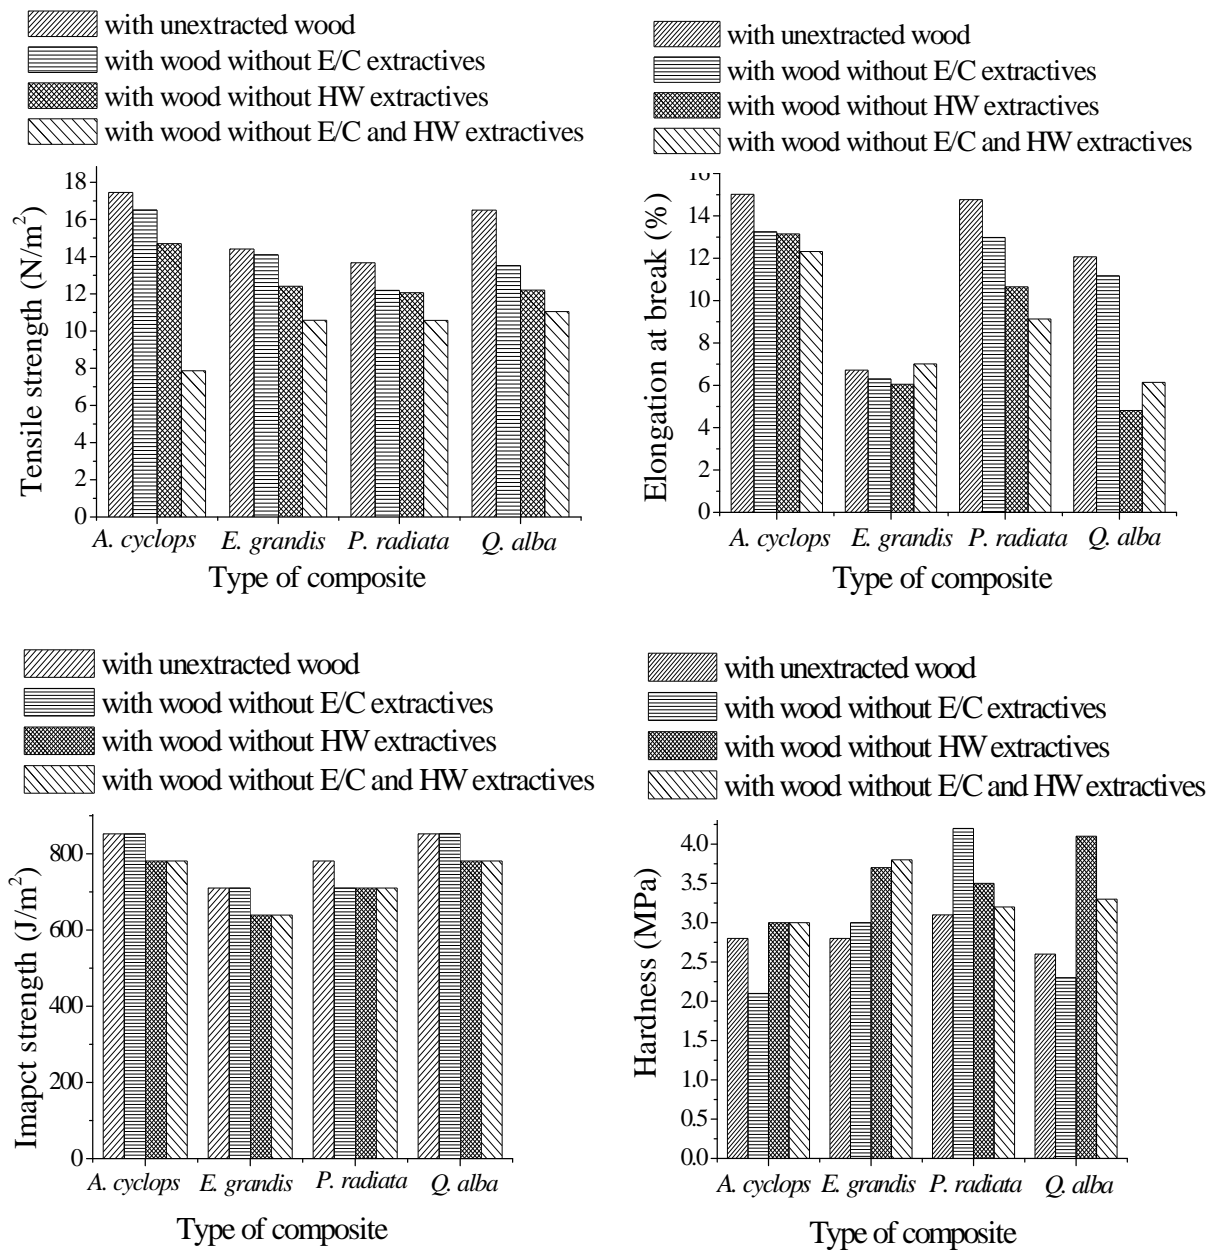 with unextracted wood
with wood without E/C extractives
with wood without HW extractives
with wood without E/C and HW extractives
Tensile strength (N/m²)
18
16
14
12
10
8
6
4
2
0
A. cyclops E. grandis P. radiata Q. alba
Type of composite
with unextracted wood
with wood without E/C extractives
with wood without HW extractives
with wood without E/C and HW extractives
Elongation at break (%)
16
14
12
10
8
6
4
2
0
A. cyclops E. grandis P. radiata Q. alba
Type of composite
with unextracted wood
with wood without E/C extractives
with wood without HW extractives
with wood without E/C and HW extractives
Imapct strength (J/m²)
800
600
400
200
0
A. cyclops E. grandis P. radiata Q. alba
Type of composite
with unextracted wood
with wood without E/C extractives
with wood without HW extractives
with wood without E/C and HW extractives
Hardness (MPa)
4.0
3.5
3.0
2.5
2.0
1.5
1.0
0.5
0.0
A. cyclops E. grandis P. radiata Q. alba
Type of composite